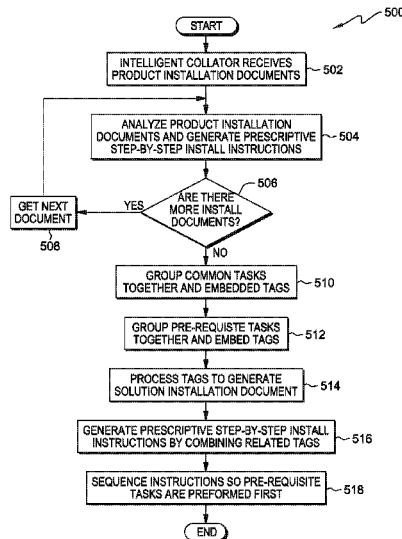 500
START
INTELLIGENT COLLATOR RECEIVES
PRODUCT INSTALLATION DOCUMENTS
502
ANALYZE PRODUCT INSTALLATION
DOCUMENTS AND GENERATE PRESCRIPTIVE
STEP-BY-STEP INSTALL INSTRUCTIONS
504
506
ARE THERE
MORE INSTALL
DOCUMENTS?
YES
GET NEXT
DOCUMENT
508
NO
GROUP COMMON TASKS
TOGETHER AND EMBEDDED TAGS
510
GROUP PRE-REQUISTE TASKS
TOGETHER AND EMBED TAGS
512
PROCESS TAGS TO GENERATE
SOLUTION INSTALLATION DOCUMENT
514
GENERATE PRESCRIPTIVE STEP-BY-STEP INSTALL
INSTRUCTIONS BY COMBINING RELATED TAGS
516
SEQUENCE INSTRUCTIONS SO PRE-REQUISITE
TASKS ARE PREFORMED FIRST
518
END